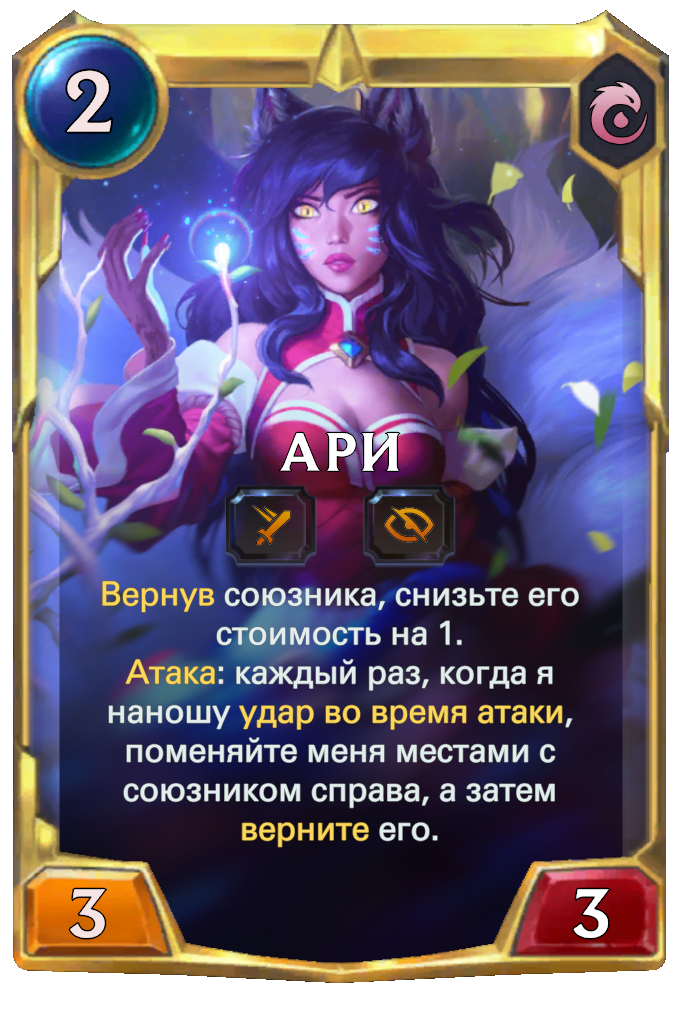 2
АРИ
Вернув союзника, снизьте его
стоимость на 1.
Атака: каждый раз, когда я
наношу удар во время атаки,
поменяйте меня местами с
союзником справа, а затем
верните его.
3
3